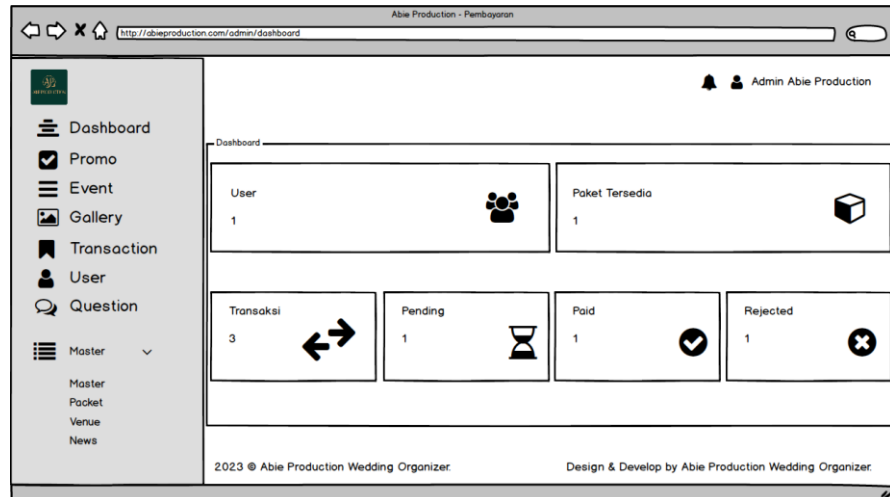 Abie Production - Pembayaran
http://abieproduction.com/admin/dashboard
Admin Abie Production
Dashboard
Promo
Event
Gallery
Transaction
User
Question
Master
Master
Packet
Venue
News
Dashboard
User
1
Paket Tersedia
1
Transaksi
3
Pending
1
Paid
1
Rejected
1
2023 © Abie Production Wedding Organizer.
Design & Develop by Abie Production Wedding Organizer.